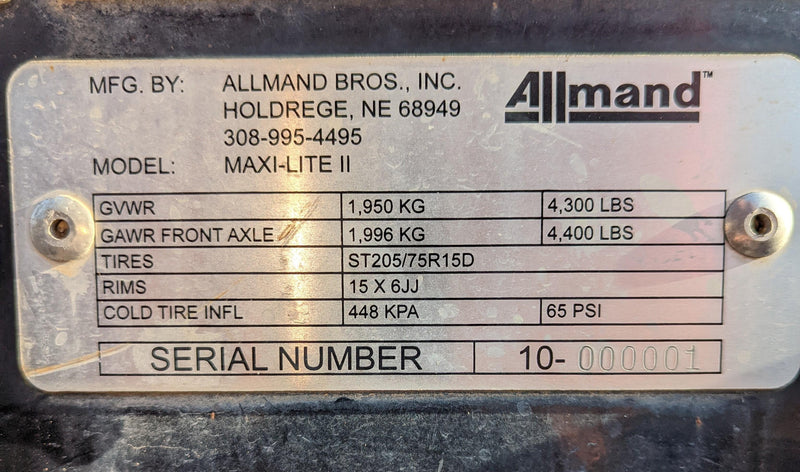 MFG. BY: ALLMAND BROS., INC.
HOLDREGE, NE 68949
308-995-4495
Allmand™
MODEL: MAXI-LITE II
GVWR 1,950 KG 4,300 LBS
GAWR FRONT AXLE 1,996 KG 4,400 LBS
TIRES ST205/75R15D
RIMS 15 X 6JJ
COLD TIRE INFL 448 KPA 65 PSI
SERIAL NUMBER 10-000001